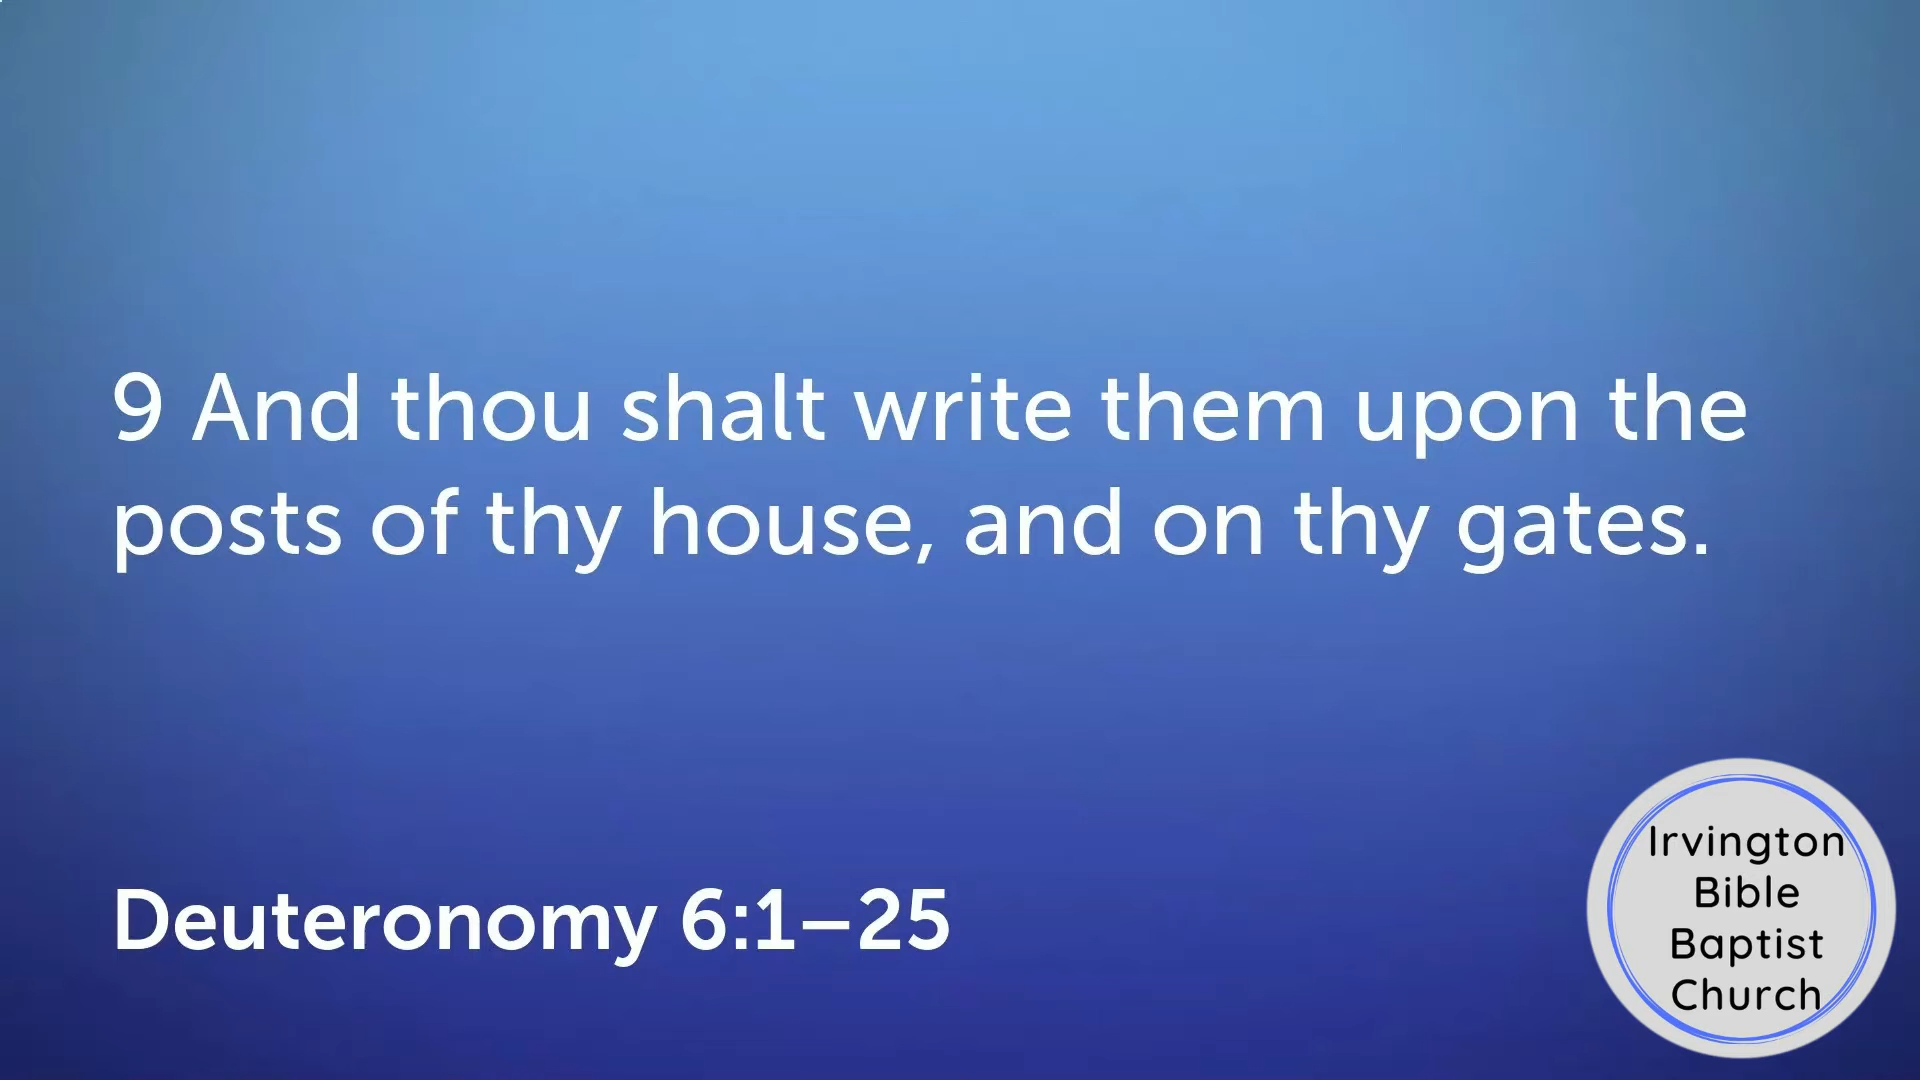 9 And thou shalt write them upon the
posts of thy house, and on thy gates.
Deuteronomy 6:1–25
Irvington
Bible
Baptist
Church